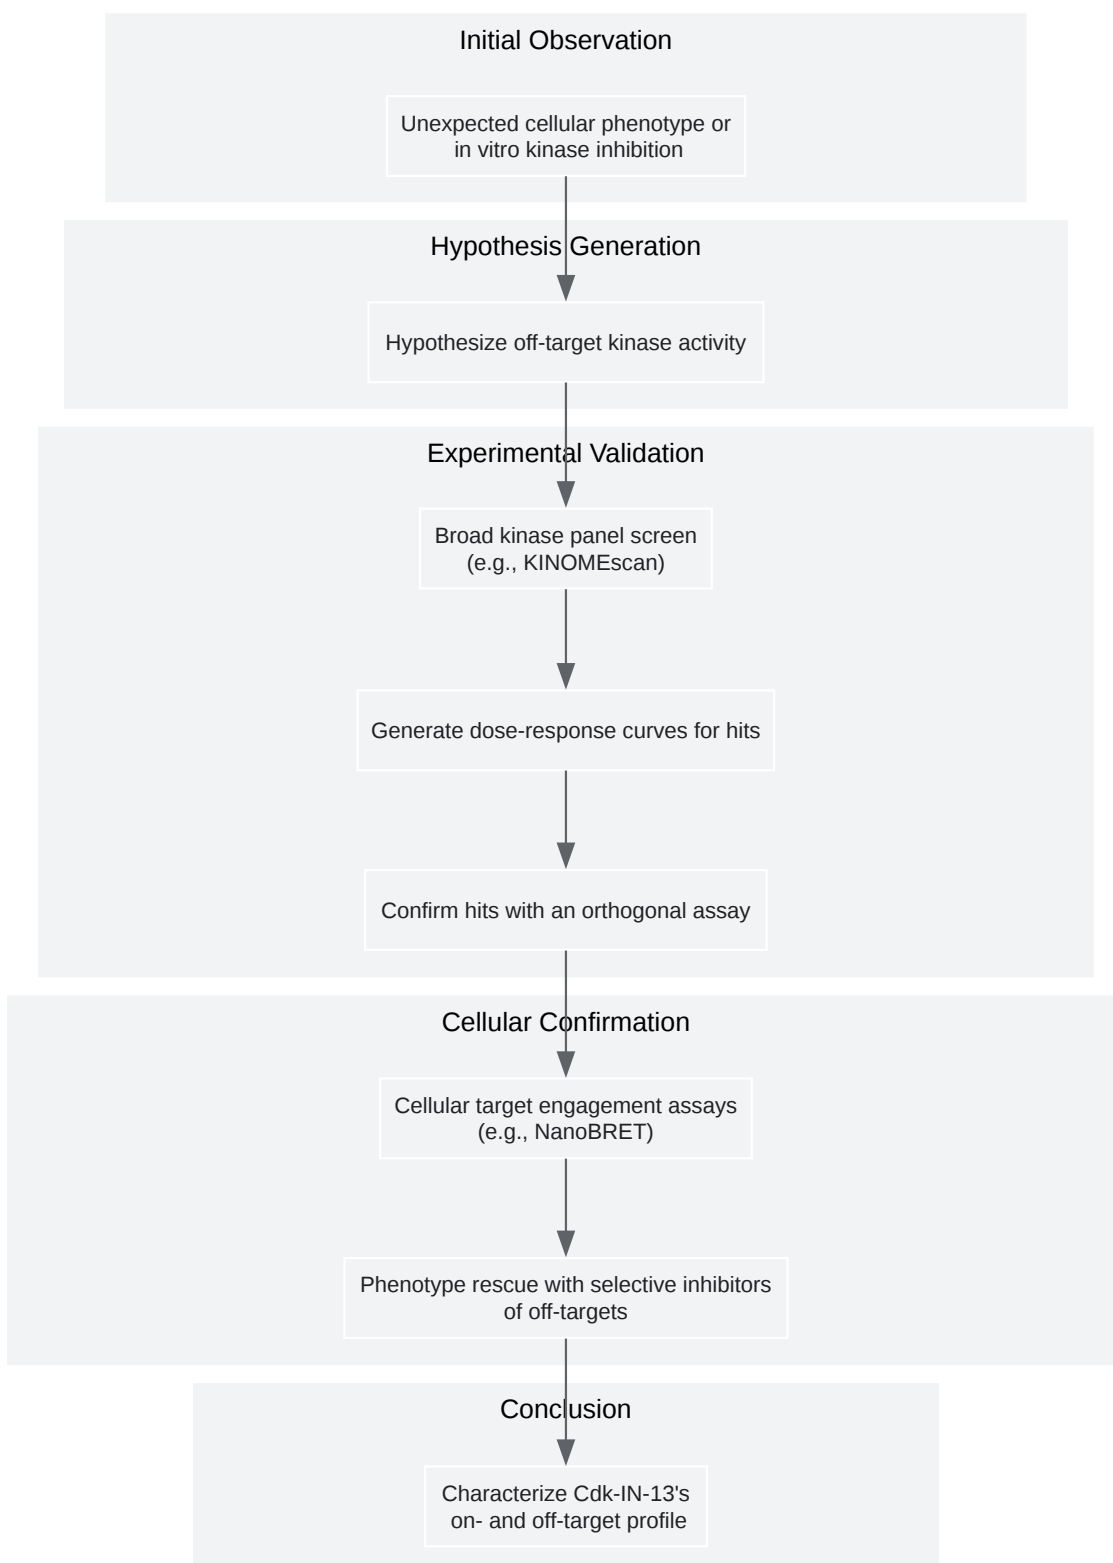 Initial Observation
Unexpected cellular phenotype or
in vitro kinase inhibition
Hypothesis Generation
Hypothesize off-target kinase activity
Experimental Validation
Broad kinase panel screen
(e.g., KINOMEscan)
Generate dose-response curves for hits
Confirm hits with an orthogonal assay
Cellular Confirmation
Cellular target engagement assays
(e.g., NanoBRET)
Phenotype rescue with selective inhibitors
of off-targets
Conclusion
Characterize Cdk-IN-13's
on- and off-target profile